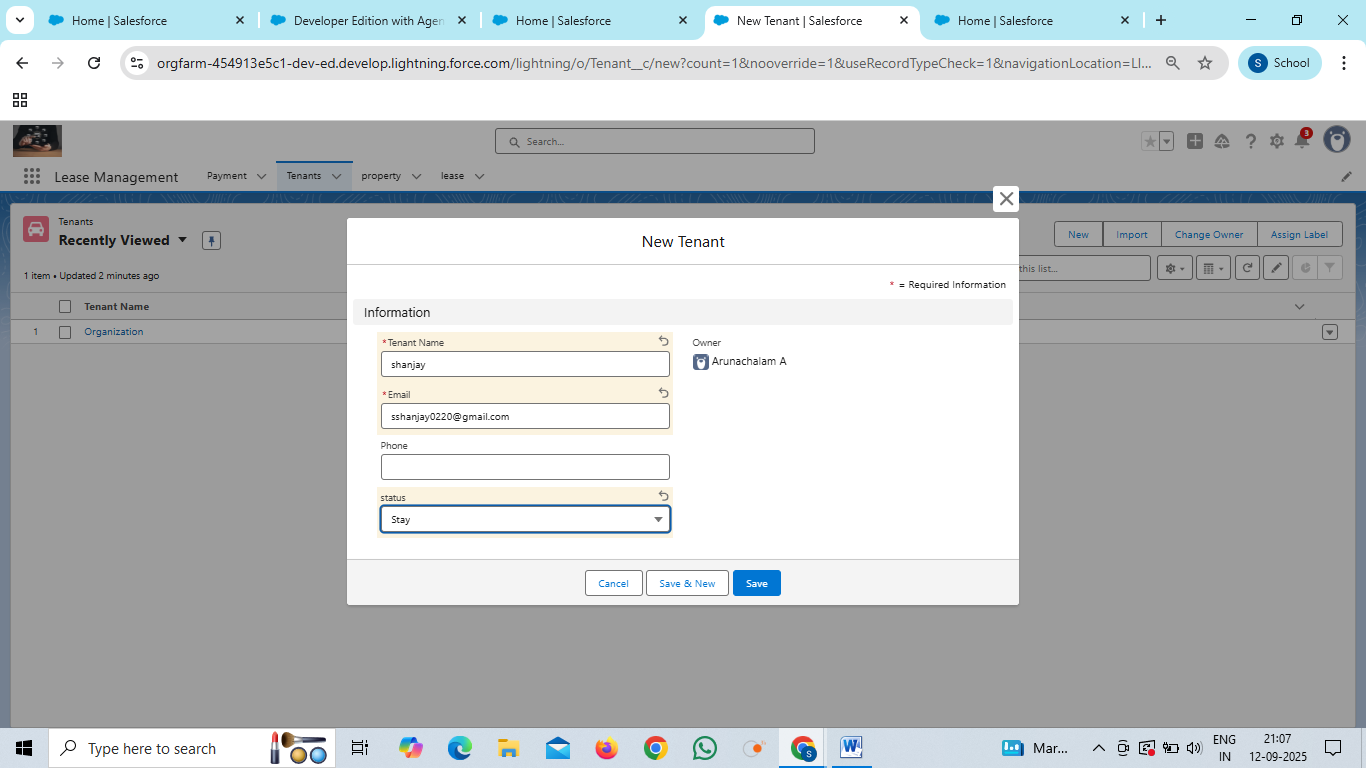 Home | Salesforce
Developer Edition with Agen
Home | Salesforce
New Tenant | Salesforce
Home | Salesforce
orgfarm-454913e5c1-dev-ed.develop.lightning.force.com/lightning/o/Tenant__c/new?count=1&nooverride=1&useRecordTypeCheck=1&navigationLocation=LI...
S School
Search...
3
Lease Management
Payment
Tenants
property
lease
Tenants
Recently Viewed
New
Import
Change Owner
Assign Label
1 item • Updated 2 minutes ago
this list...
Tenant Name
1 Organization
New Tenant
* = Required Information
Information
*Tenant Name
shanjay
Owner
Arunachalam A
*Email
sshanjay0220@gmail.com
Phone
status
Stay
Cancel
Save & New
Save
Type here to search
Mar...
ENG
IN
21:07
12-09-2025